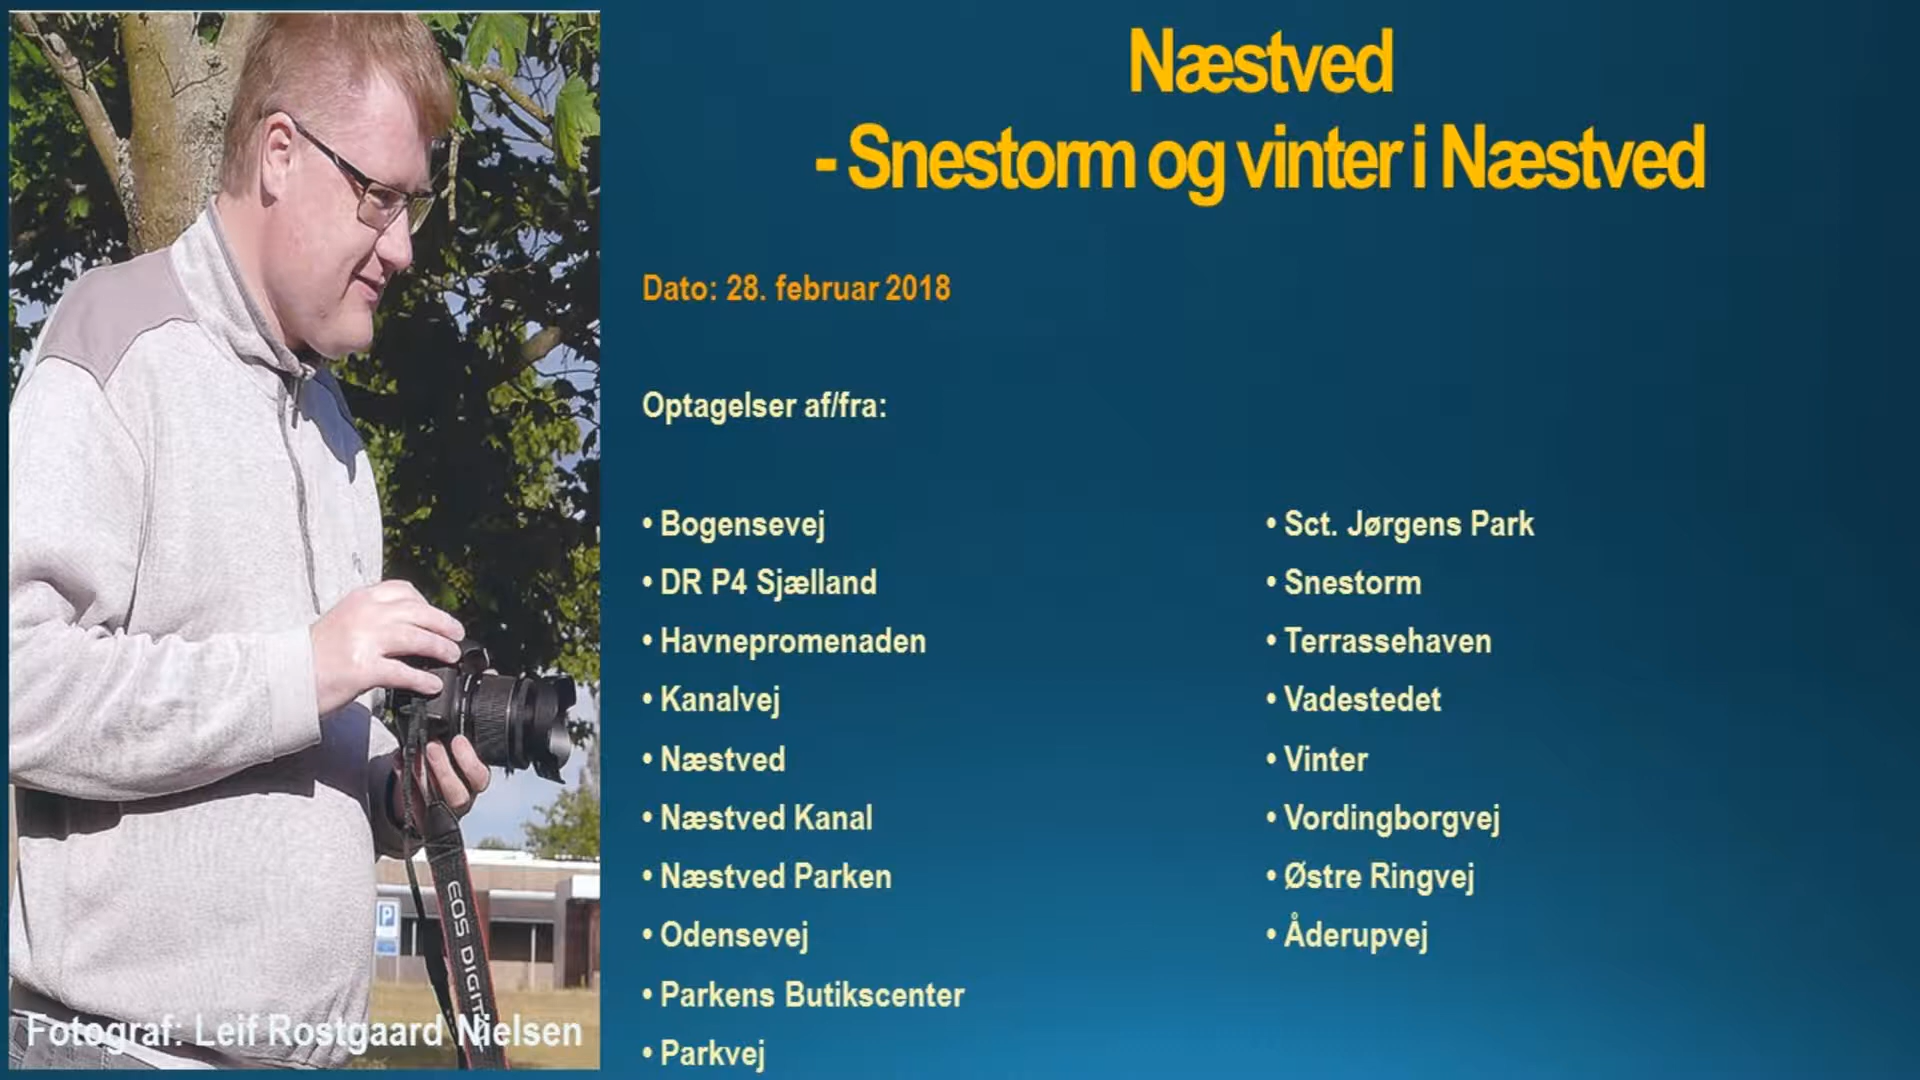 Næstved
- Snestorm og vinter i Næstved
Dato: 28. februar 2018
Optagelser af/fra:
• Bogensevej
• DR P4 Sjælland
• Havnepromenaden
• Kanalvej
• Næstved
• Næstved Kanal
• Næstved Parken
• Odensevej
• Parkens Butikscenter
• Parkvej
• Sct. Jørgens Park
• Snestorm
• Terrassehaven
• Vadestedet
• Vinter
• Vordingborgvej
• Østre Ringvej
• Åderupvej
P
EOS DIGIT
Fotograf: Leif Rostgaard Nielsen